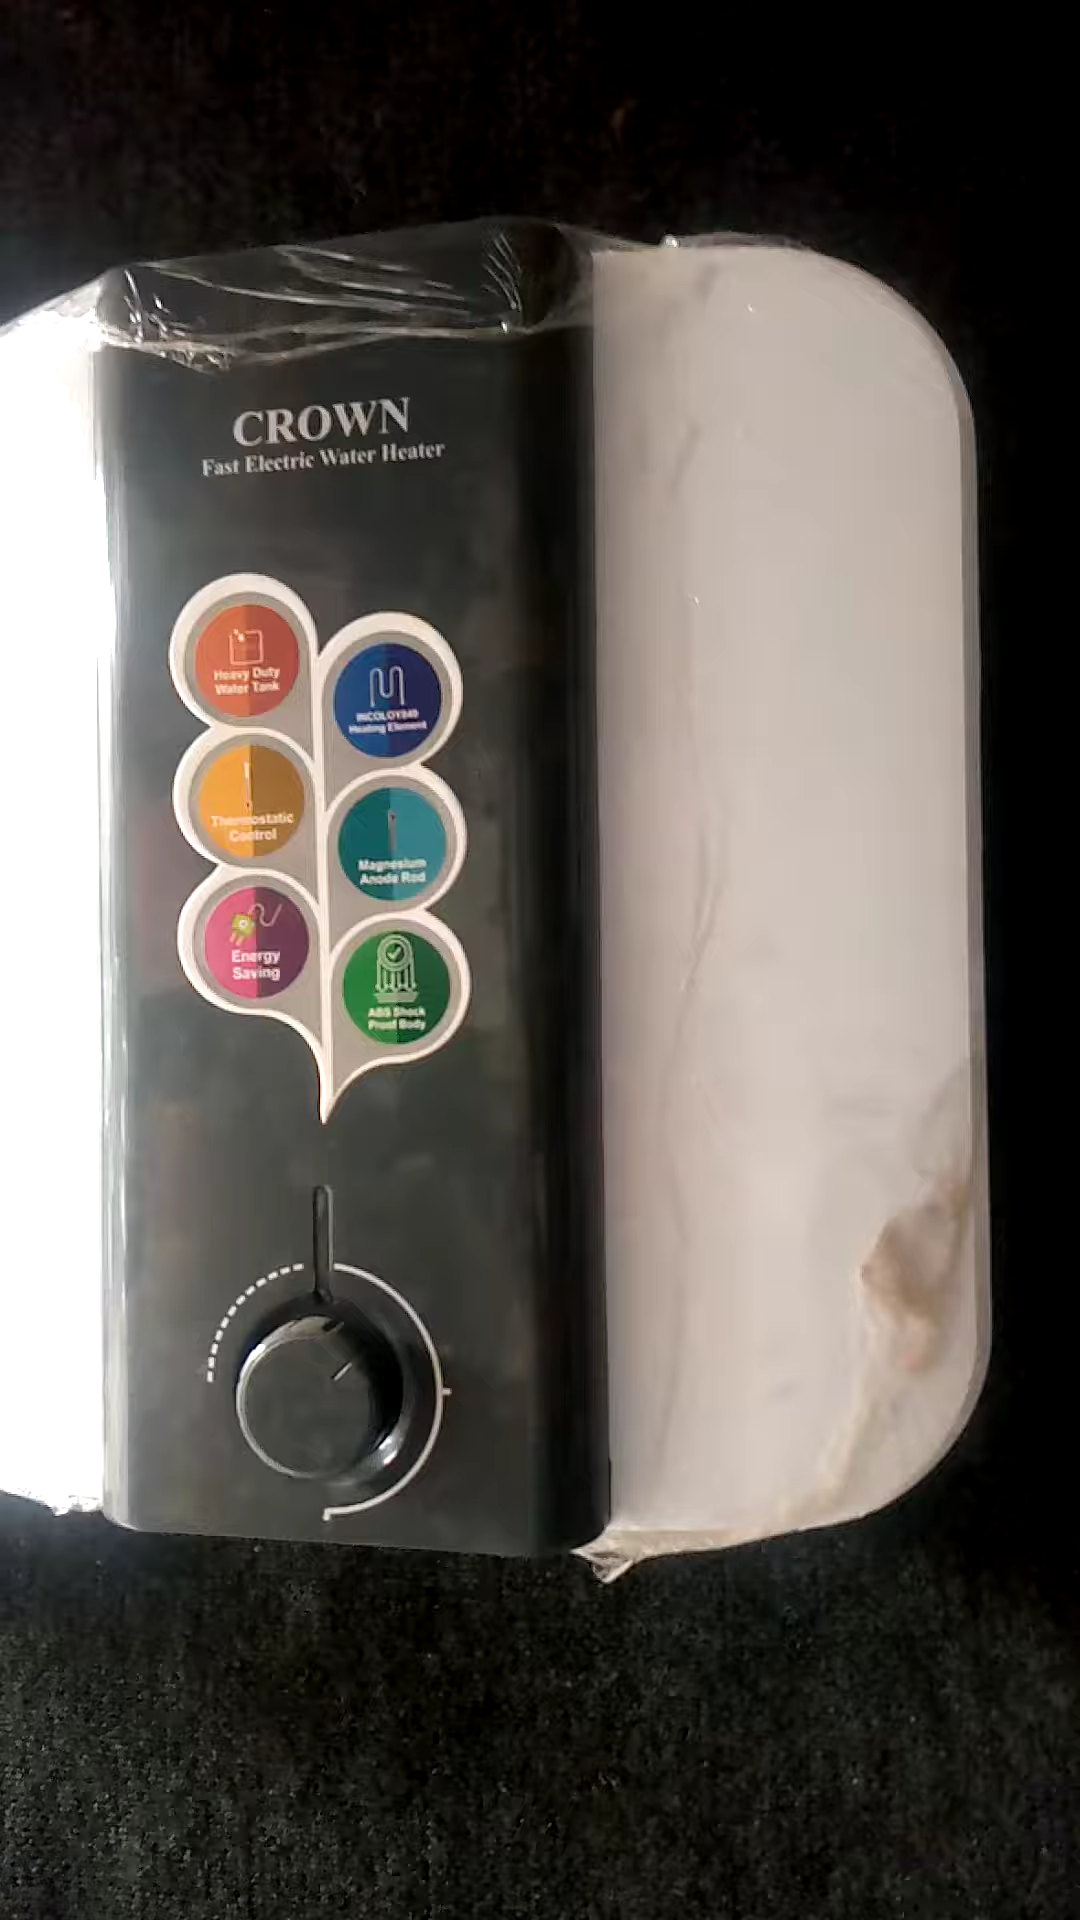 CROWN
Fast Electric Water Heater
Heavy Duty
Water Tank
INCOLOY840
Heating Element
Thermostatic
Control
Magnesium
Anode Rod
Energy
Saving
ABS Shock
Proof Body